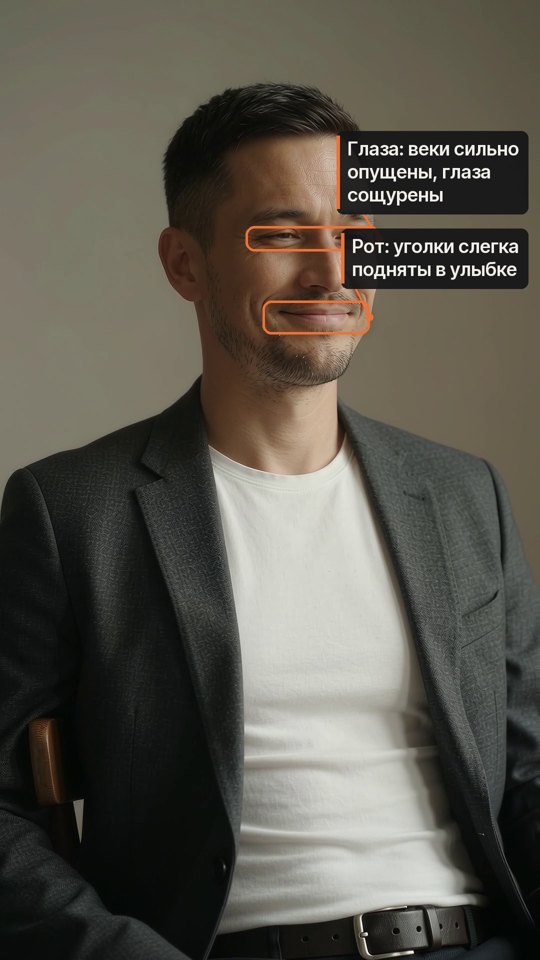 Глаза: веки сильно
опущены, глаза
сощурены
Рот: уголки слегка
подняты в улыбке